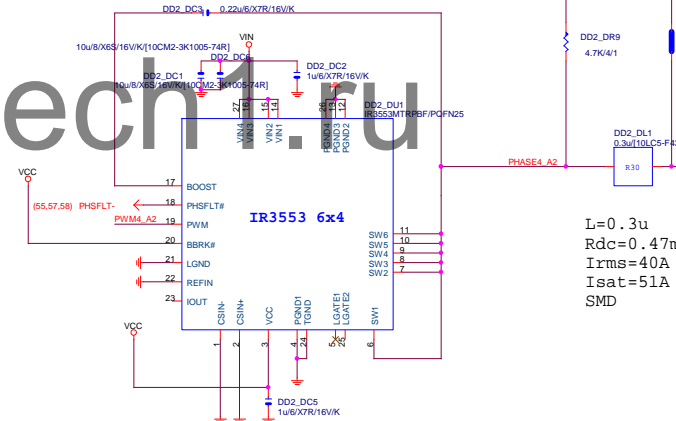 DD2_DC3 0.22u/6/X7R/16V/K
DD2_DR9
4.7K/4/1
VIN
10u/8/X6S/16V/K/[10CM2-3K1005-74R]
DD2_DC6
DD2_DC2
1u/6/X7R/16V/K
DD2_DC1
10u/8/X6S/16V/K/[10CM2-3K1005-74R]
ech1.ru
DD2_DU1
IR3553MTRPBF/PQFN25
27 16 15 14 26 13 12
VIN4 VIN3 VIN2 VIN1 PGND4 PGND3 PGND2
DD2_DL1
0.3u/[10LC5-F4
PHASE4_A2
R30
VCC
17 BOOST
(55,57,58) PHSFLT- 18 PHSFLT#
PWM4_A2 19 PWM
20 BBRK#
21 LGND
22 REFIN
23 IOUT
IR3553 6x4
SW6 11
SW5 10
SW4 9
SW3 8
SW2 7
L=0.3u
Rdc=0.47m
Irms=40A
Isat=51A
SMD
CSIN- CSIN+ VCC PGND1 TGND LGATE1 LGATE2 SW1
1 2 3 4 24 5 25 6
VCC
DD2_DC5
1u/6/X7R/16V/K